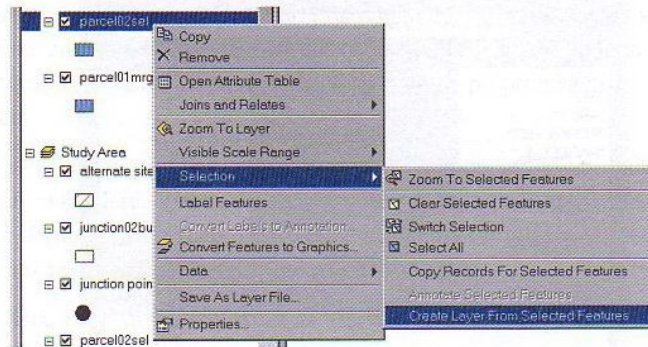 parcel02sel
parcel01mrg
Study Area
alternate site
junction02bu
junction poin
parcel02sel
Copy
Remove
Open Attribute Table
Joins and Relates
Zoom To Layer
Visible Scale Range
Selection
Label Features
Convert Labels to Annotation...
Convert Features to Graphics...
Data
Save As Layer File...
Properties...
Zoom To Selected Features
Clear Selected Features
Switch Selection
Select All
Copy Records For Selected Features
Annotate Selected Features
Create Layer From Selected Features